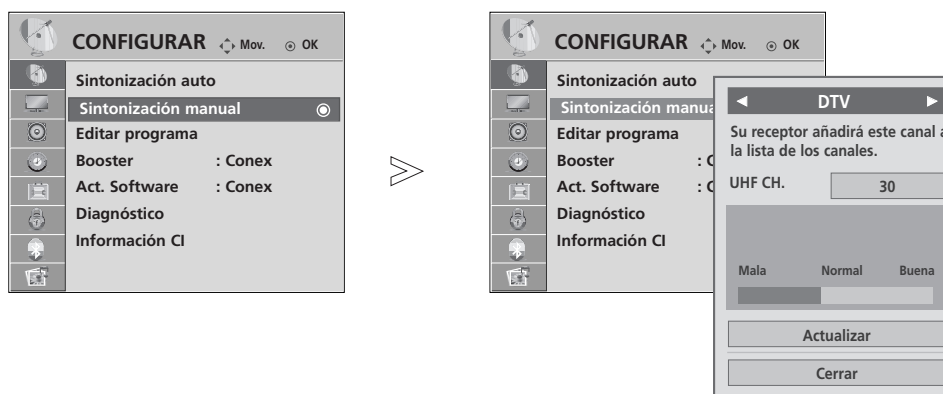 CONFIGURAR Mov. OK
Sintonización auto
Sintonización manual
Editar programa
Booster : Conex
Act. Software : Conex
Diagnóstico
Información CI
CONFIGURAR Mov. OK
Sintonización auto
Sintonización manua
Editar programa
Booster : C
Act. Software : C
Diagnóstico
Información CI
DTV
Su receptor añadirá este canal a
la lista de los canales.
UHF CH. 30
Mala Normal Buena
Actualizar
Cerrar